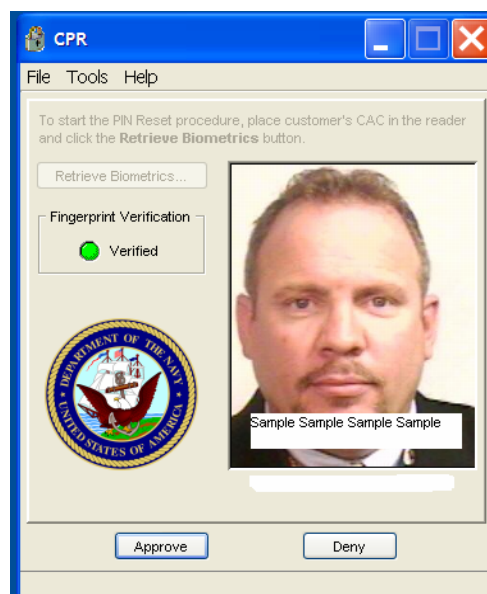 CPR
File Tools Help
To start the PIN Reset procedure, place customer's CAC in the reader
and click the Retrieve Biometrics button.
Retrieve Biometrics...
Fingerprint Verification
Verified
DEPARTMENT OF THE NAVY
UNITED STATES OF AMERICA
Sample Sample Sample Sample
Approve Deny